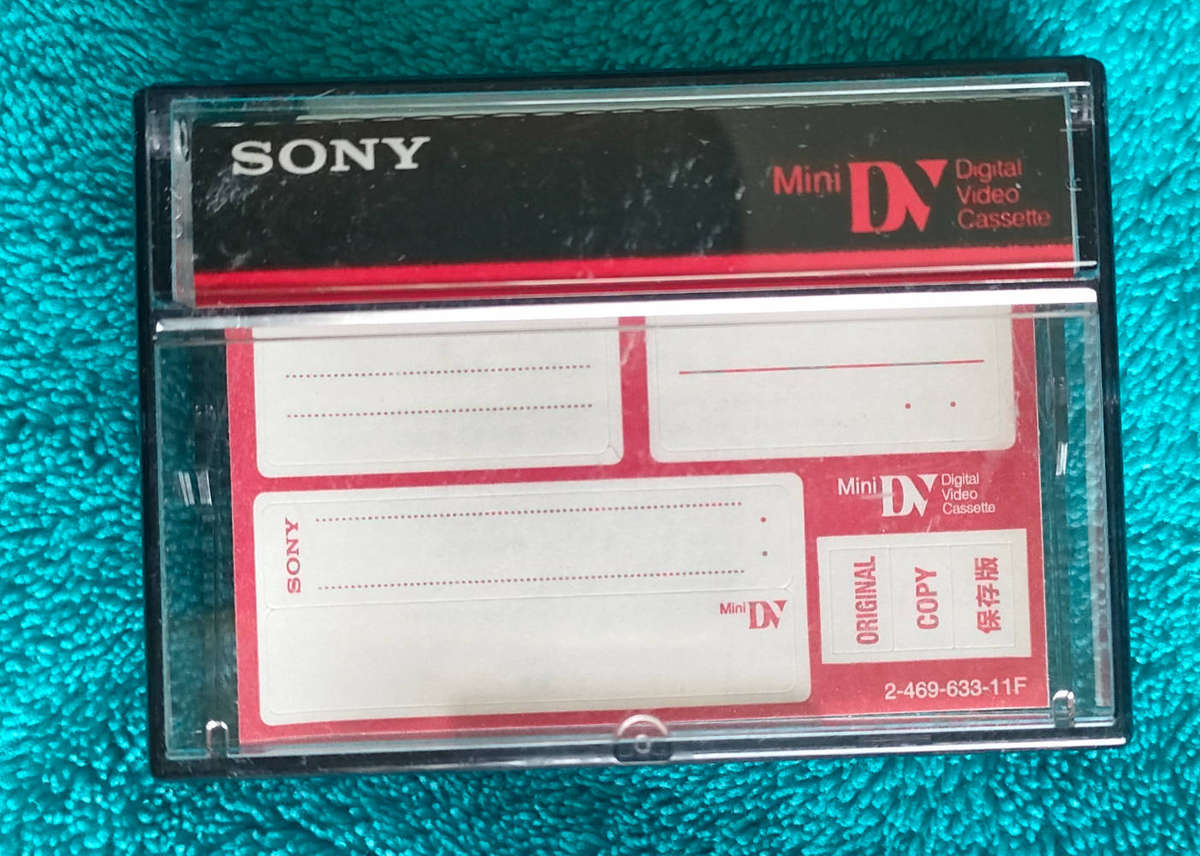 SONY
Mini DV Digital
Video
Cassette
Mini DV Digital
Video
Cassette
SONY
Mini DV
ORIGINAL
COPY
保存版
2-469-633-11F